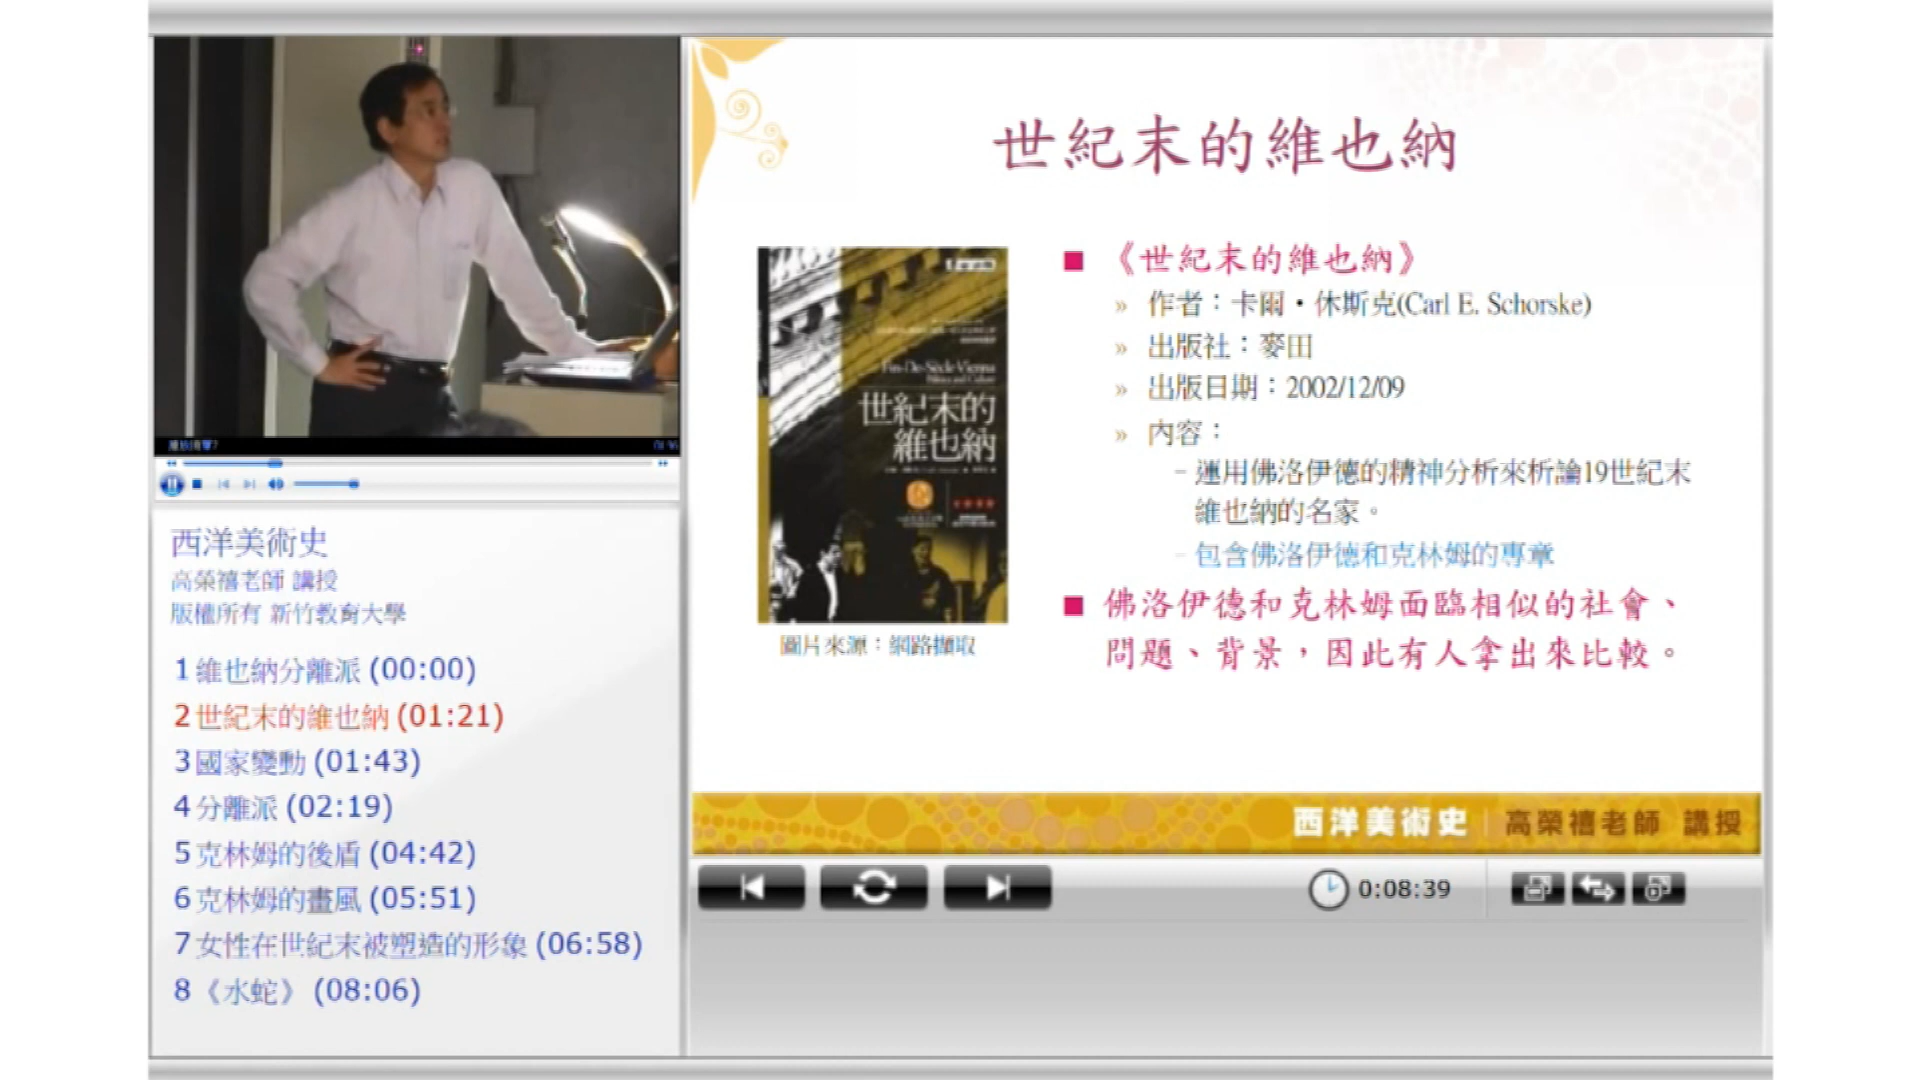 西洋美術史
高榮禧老師 講授
版權所有 新竹教育大學
1 維也納分離派 (00:00)
2 世紀末的維也納 (01:21)
3 國家變動 (01:43)
4 分離派 (02:19)
5 克林姆的後盾 (04:42)
6 克林姆的畫風 (05:51)
7 女性在世紀末被塑造的形象 (06:58)
8 《水蛇》 (08:06)
世紀末的維也納
Fin-De-Siècle Vienna
Politics and Culture
世紀末的
維也納
圖片來源：網路擷取
■ 《世紀末的維也納》
» 作者：卡爾・休斯克(Carl E. Schorske)
» 出版社：麥田
» 出版日期：2002/12/09
» 內容：
- 運用佛洛伊德的精神分析來析論19世紀末
維也納的名家。
- 包含佛洛伊德和克林姆的專章
■ 佛洛伊德和克林姆面臨相似的社會、
問題、背景，因此有人拿出來比較。
西洋美術史 | 高榮禧老師 講授
0:08:39